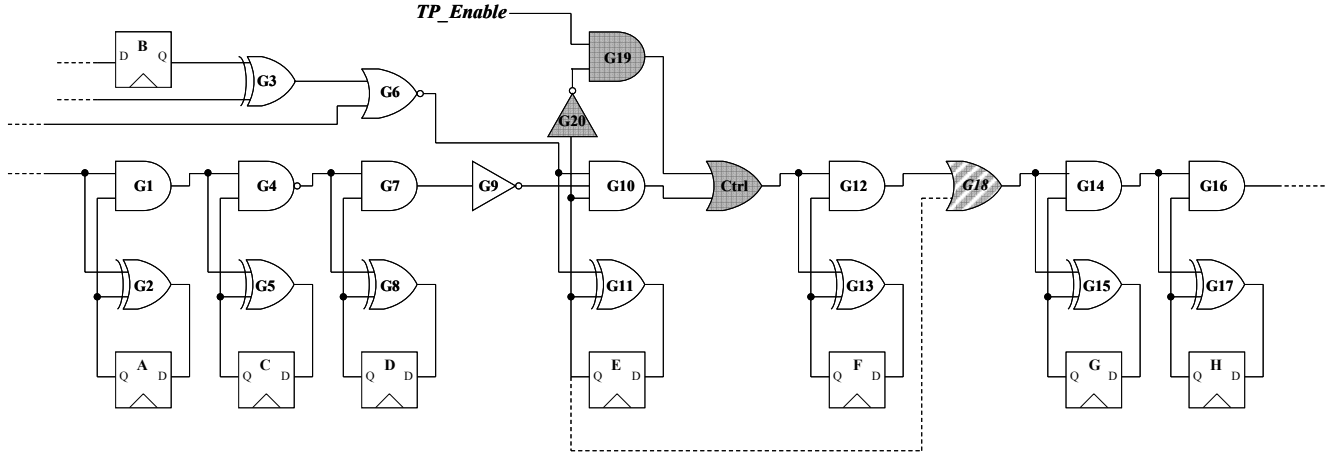 TP_Enable
B
D Q
G3
G6
G19
G20
G1
G4
G7
G9
G10
Ctrl
G12
G18
G14
G16
G2
G5
G8
G11
G13
G15
G17
A
Q D
C
Q D
D
Q D
E
Q D
F
Q D
G
Q D
H
Q D